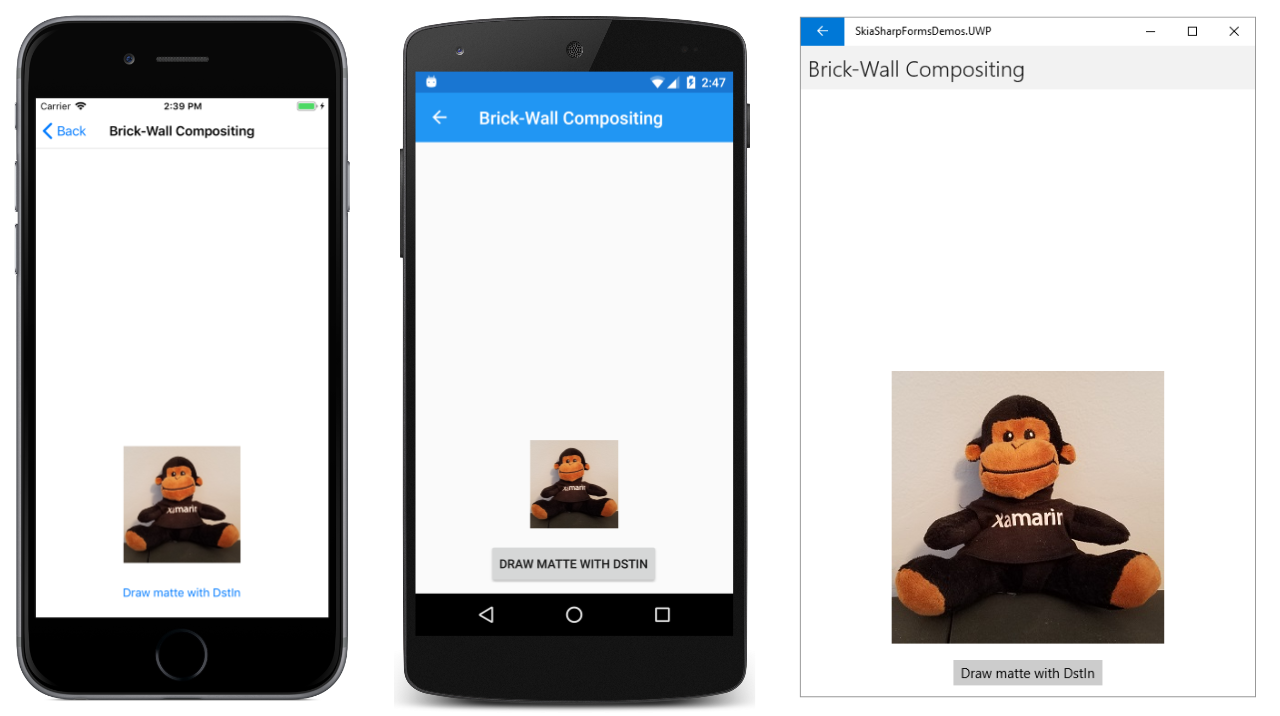 Carrier
2:39 PM
Back
Brick-Wall Compositing
xamarin
Draw matte with DstIn
2:47
Brick-Wall Compositing
xamarin
DRAW MATTE WITH DSTIN
SkiaSharpFormsDemos.UWP
Brick-Wall Compositing
Xamarin
Draw matte with DstIn